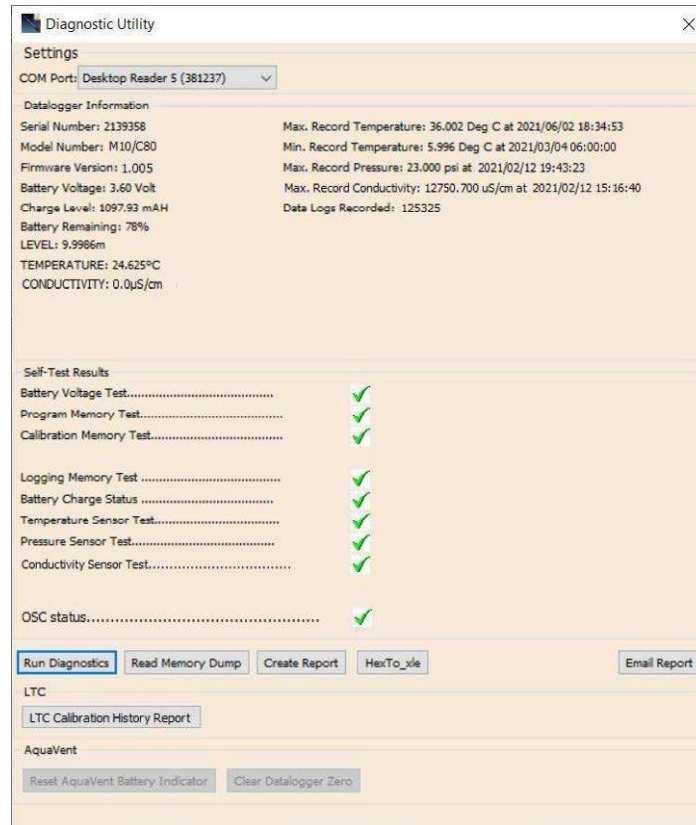 Diagnostic Utility
Settings
COM Port: Desktop Reader 5 (381237)
Datalogger Information
Serial Number: 2139358
Model Number: M10/C80
Firmware Version: 1.005
Battery Voltage: 3.60 Volt
Charge Level: 1097.93 mAH
Battery Remaining: 78%
LEVEL: 9.9986m
TEMPERATURE: 24.625°C
CONDUCTIVITY: 0.0µS/cm
Max. Record Temperature: 36.002 Deg C at 2021/06/02 18:34:53
Min. Record Temperature: 5.996 Deg C at 2021/03/04 06:00:00
Max. Record Pressure: 23.000 psi at 2021/02/12 19:43:23
Max. Record Conductivity: 12750.700 uS/cm at 2021/02/12 15:16:40
Data Logs Recorded: 125325
Self-Test Results
Battery Voltage Test...........................................
Program Memory Test...........................................
Calibration Memory Test.......................................
Logging Memory Test ..........................................
Battery Charge Status ........................................
Temperature Sensor Test......................................
Pressure Sensor Test...........................................
Conductivity Sensor Test..................................
OSC status.................................................
Run Diagnostics
Read Memory Dump
Create Report
HexTo_xle
Email Report
LTC
LTC Calibration History Report
AquaVent
Reset AquaVent Battery Indicator
Clear Datalogger Zero